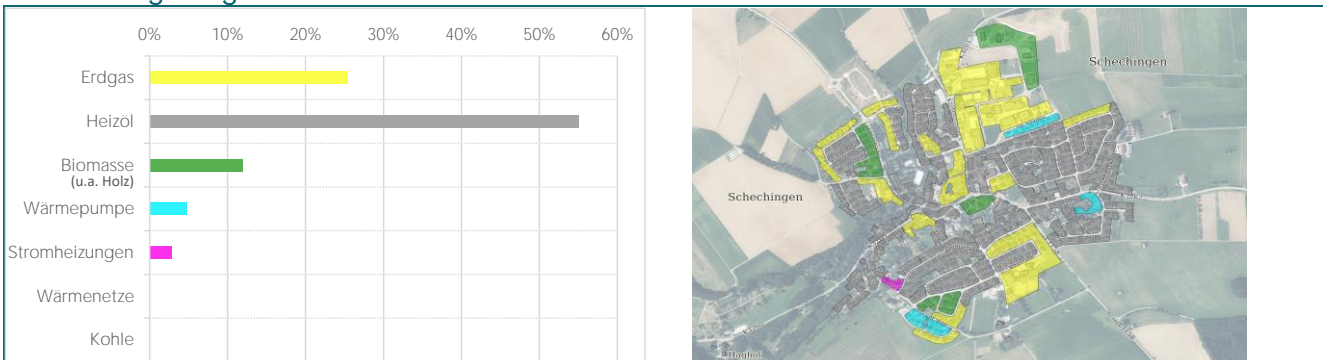 0% 10% 20% 30% 40% 50% 60%
Erdgas
Heizöl
Biomasse
(u.a. Holz)
Wärmepumpe
Stromheizungen
Wärmenetze
Kohle
Schechingen
Schechingen